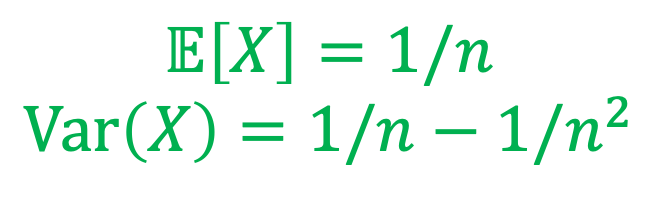 𝔼[X] = 1/n
Var(X) = 1/n − 1/n²